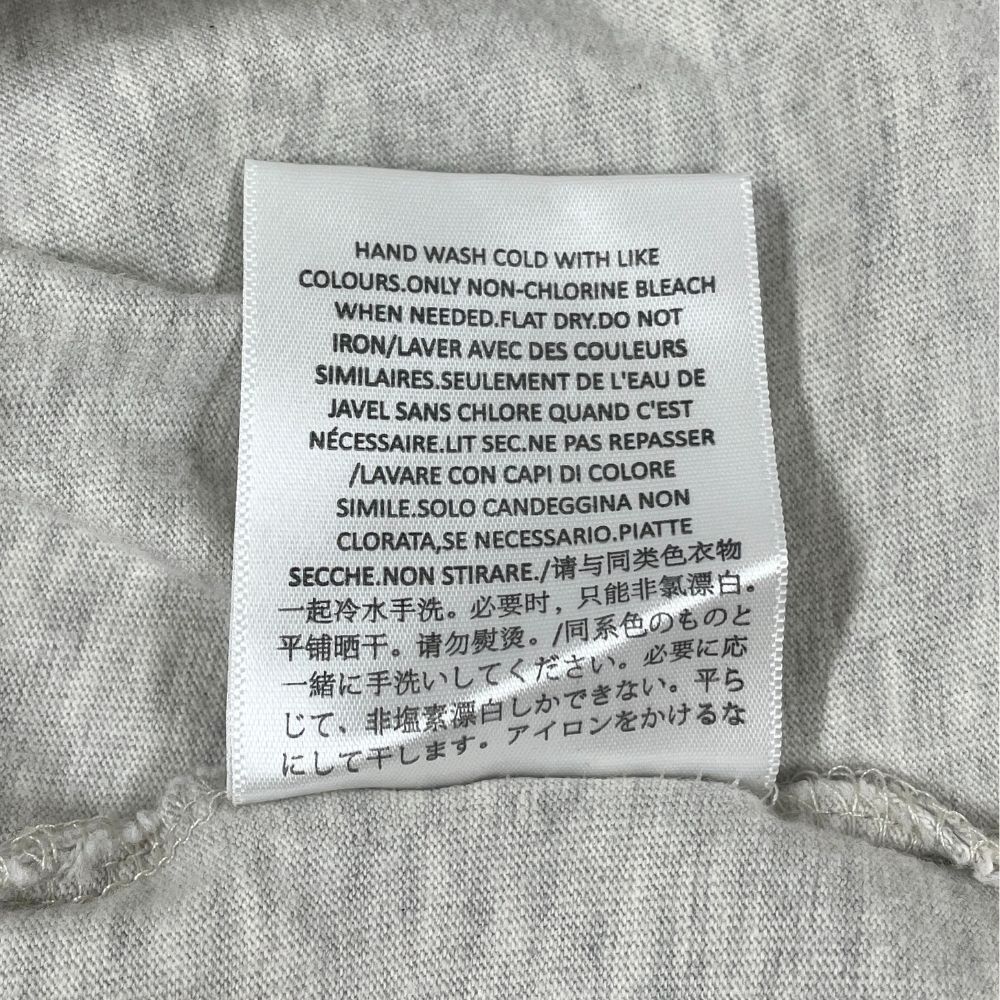 HAND WASH COLD WITH LIKE
COLOURS.ONLY NON-CHLORINE BLEACH
WHEN NEEDED.FLAT DRY.DO NOT
IRON/LAVER AVEC DES COULEURS
SIMILAIRES.SEULEMENT DE L'EAU DE
JAVEL SANS CHLORE QUAND C'EST
NÉCESSAIRE.LIT SEC.NE PAS REPASSER
/LAVARE CON CAPI DI COLORE
SIMILE.SOLO CANDEGGINA NON
CLORATA,SE NECESSARIO.PIATTE
SECCHE.NON STIRARE./请与同类色衣物
一起冷水手洗。必要时，只能非氯漂白。
平铺晒干。请勿熨烫。/同系色のものと
一緒に手洗いしてください。必要に応
じて、非塩素漂白しかできない。平ら
にして干します。アイロンをかけるな